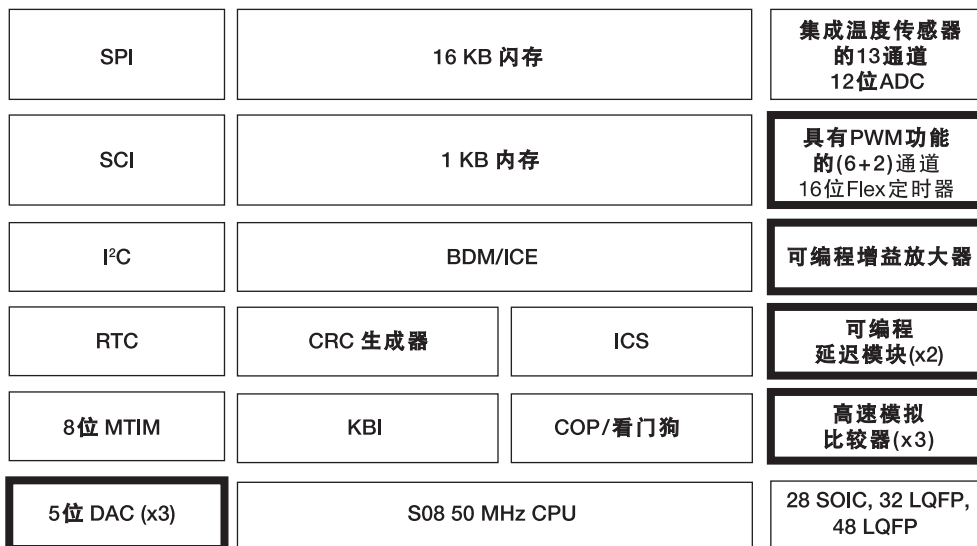 SPI
16 KB 闪存
集成温度传感器
的13通道
12位ADC
SCI
1 KB 内存
具有PWM功能
的(6+2)通道
16位Flex定时器
I²C
BDM/ICE
可编程增益放大器
RTC
CRC 生成器
ICS
可编程
延迟模块(x2)
8位 MTIM
KBI
COP/看门狗
高速模拟
比较器(x3)
5位 DAC (x3)
S08 50 MHz CPU
28 SOIC, 32 LQFP,
48 LQFP